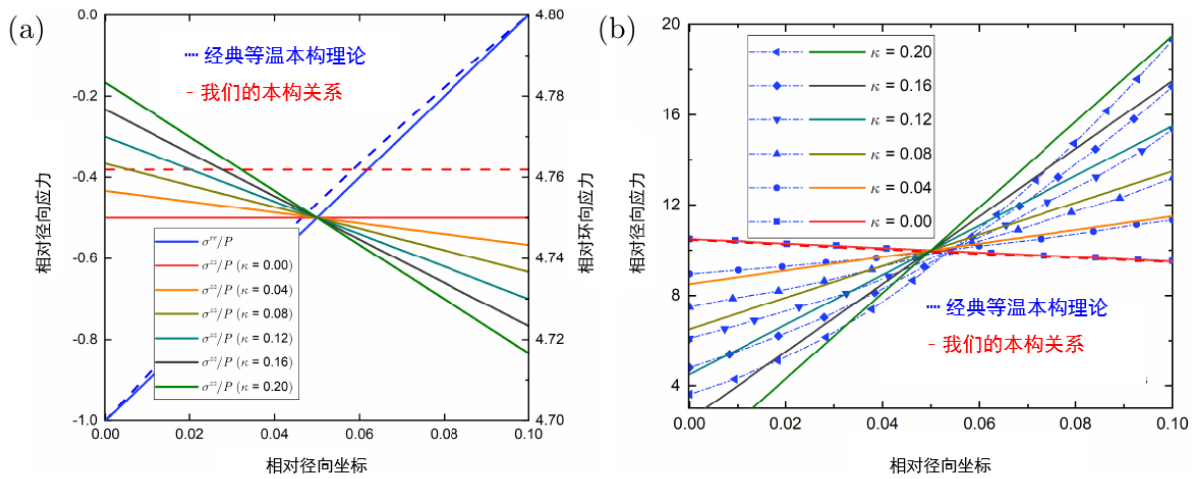 (a)
0.0
-0.2
-0.4
-0.6
-0.8
-1.0
相对径向应力
0.00
0.02
0.04
0.06
0.08
0.10
相对径向坐标
4.80
4.78
4.76
4.74
4.72
4.70
相对环向应力
┉ 经典等温本构理论
- 我们的本构关系
σʳʳ/P
σᶻᶻ/P (κ = 0.00)
σᶻᶻ/P (κ = 0.04)
σᶻᶻ/P (κ = 0.08)
σᶻᶻ/P (κ = 0.12)
σᶻᶻ/P (κ = 0.16)
σᶻᶻ/P (κ = 0.20)
(b)
20
16
12
8
4
相对径向应力
0.00
0.02
0.04
0.06
0.08
0.10
相对径向坐标
κ = 0.20
κ = 0.16
κ = 0.12
κ = 0.08
κ = 0.04
κ = 0.00
┉ 经典等温本构理论
- 我们的本构关系